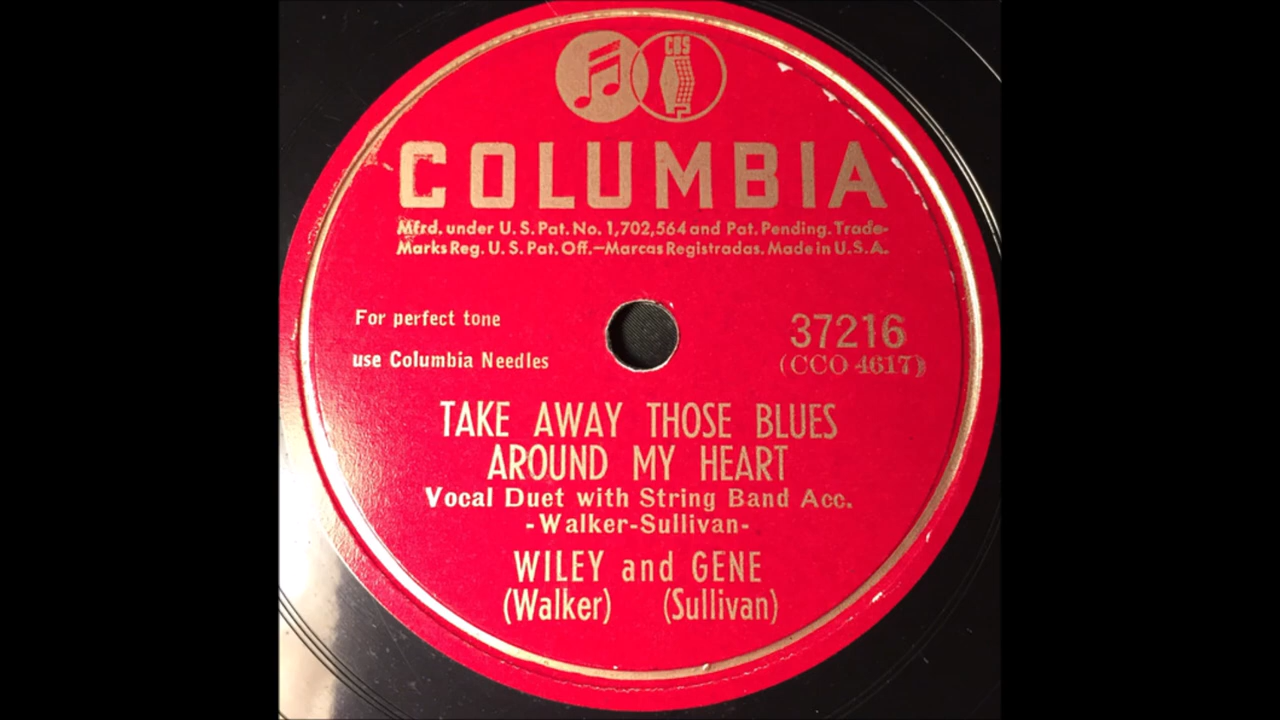 CBS
COLUMBIA
Mfrd. under U. S. Pat. No. 1,702,564 and Pat. Pending. Trade-
Marks Reg. U. S. Pat. Off.—Marcas Registradas. Made in U.S.A.
For perfect tone
use Columbia Needles
37216
(CCO 4617)
TAKE AWAY THOSE BLUES
AROUND MY HEART
Vocal Duet with String Band Acc.
-Walker-Sullivan-
WILEY and GENE
(Walker) (Sullivan)